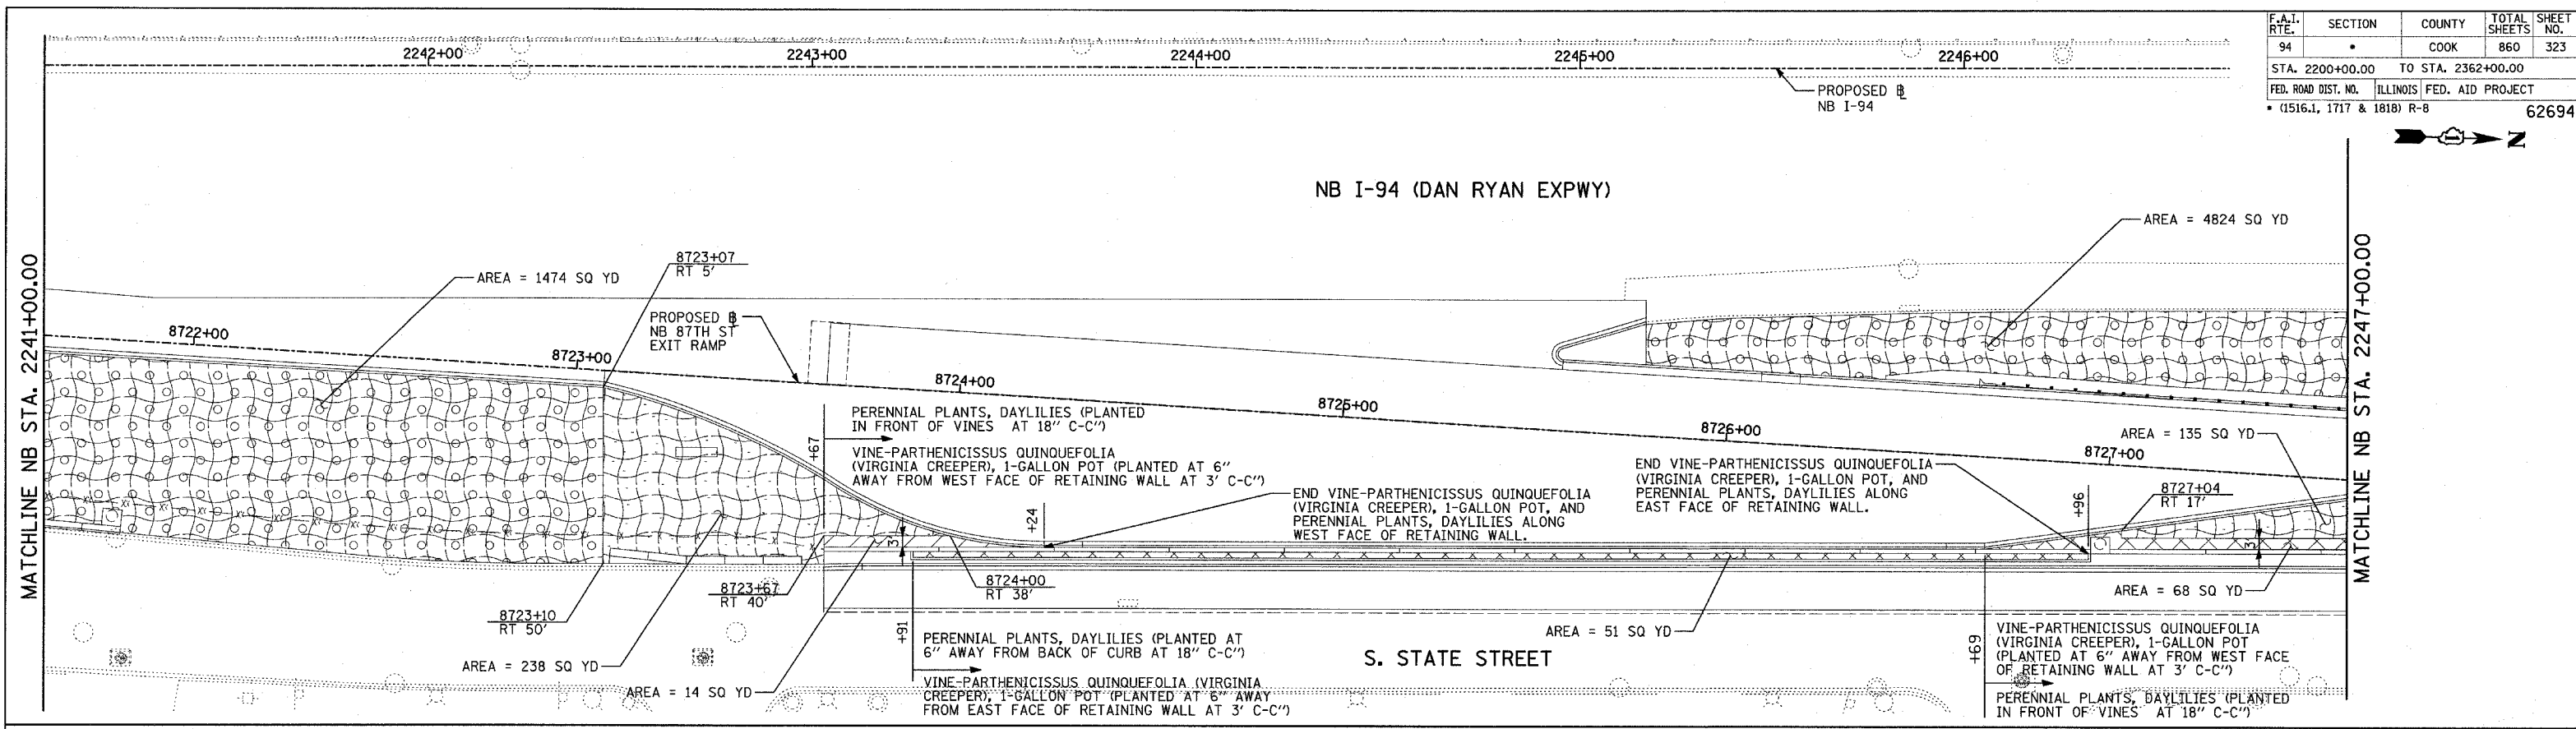 F.A.I. RTE. SECTION COUNTY TOTAL SHEETS SHEET NO.
94 • COOK 860 323
STA. 2200+00.00 TO STA. 2362+00.00
FED. ROAD DIST. NO. ILLINOIS FED. AID PROJECT
• (1516.1, 1717 & 1818) R-8 62694
N
2242+00 2243+00 2244+00 2245+00 2246+00
PROPOSED ␢
NB I-94
NB I-94 (DAN RYAN EXPWY)
MATCHLINE NB STA. 2241+00.00
MATCHLINE NB STA. 2247+00.00
AREA = 4824 SQ YD
8723+07
RT 5'
AREA = 1474 SQ YD
PROPOSED ␢
NB 87TH ST
EXIT RAMP
8722+00 8723+00 8724+00 8725+00 8726+00 8727+00
+67
PERENNIAL PLANTS, DAYLILIES (PLANTED
IN FRONT OF VINES AT 18" C-C")
VINE-PARTHENICISSUS QUINQUEFOLIA
(VIRGINIA CREEPER), 1-GALLON POT (PLANTED AT 6"
AWAY FROM WEST FACE OF RETAINING WALL AT 3' C-C")
+24
END VINE-PARTHENICISSUS QUINQUEFOLIA
(VIRGINIA CREEPER), 1-GALLON POT, AND
PERENNIAL PLANTS, DAYLILIES ALONG
WEST FACE OF RETAINING WALL.
END VINE-PARTHENICISSUS QUINQUEFOLIA
(VIRGINIA CREEPER), 1-GALLON POT, AND
PERENNIAL PLANTS, DAYLILIES ALONG
EAST FACE OF RETAINING WALL.
+96
AREA = 135 SQ YD
8727+04
RT 17'
3'
3'
8723+10
RT 50'
8723+67
RT 40'
8724+00
RT 38'
AREA = 238 SQ YD
AREA = 14 SQ YD
+91
PERENNIAL PLANTS, DAYLILIES (PLANTED AT
6" AWAY FROM BACK OF CURB AT 18" C-C")
VINE-PARTHENICISSUS QUINQUEFOLIA (VIRGINIA
CREEPER), 1-GALLON POT (PLANTED AT 6" AWAY
FROM EAST FACE OF RETAINING WALL AT 3' C-C")
S. STATE STREET
AREA = 51 SQ YD
AREA = 68 SQ YD
+69
VINE-PARTHENICISSUS QUINQUEFOLIA
(VIRGINIA CREEPER), 1-GALLON POT
(PLANTED AT 6" AWAY FROM WEST FACE
OF RETAINING WALL AT 3' C-C")
PERENNIAL PLANTS, DAYLILIES (PLANTED
IN FRONT OF VINES AT 18" C-C")